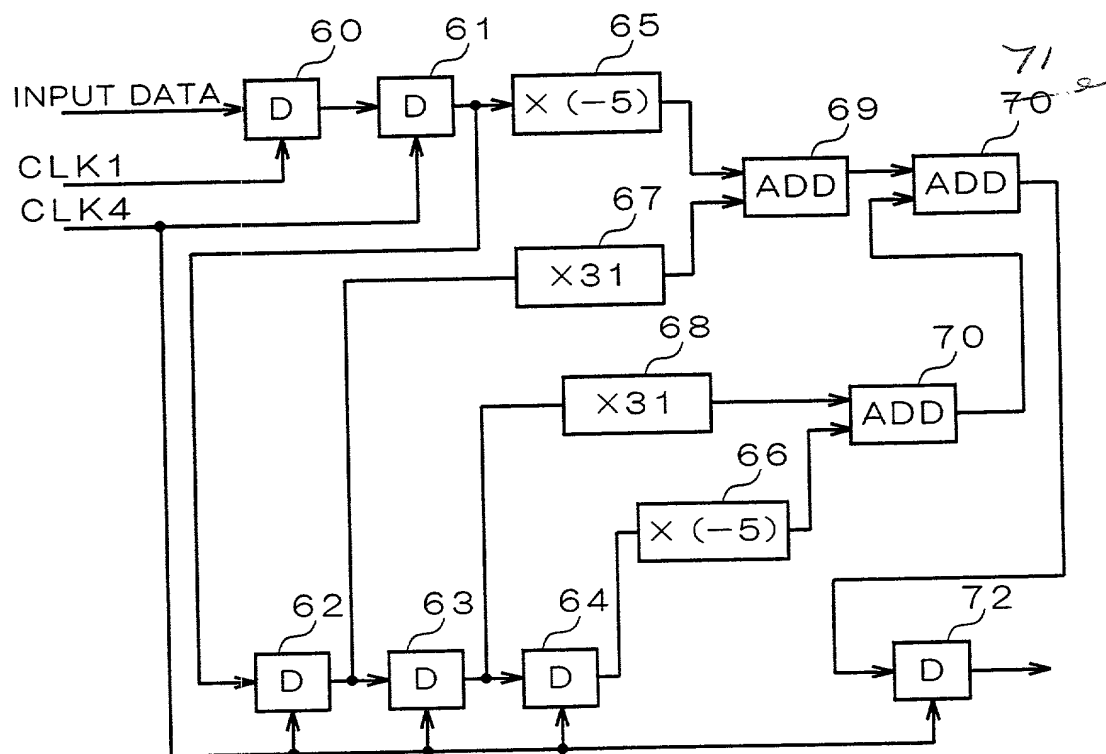 60
61
65
71
INPUT DATA
D
D
× (-5)
69
70
CLK1
ADD
ADD
CLK4
67
×31
68
70
×31
ADD
66
× (-5)
62
63
64
72
D
D
D
D